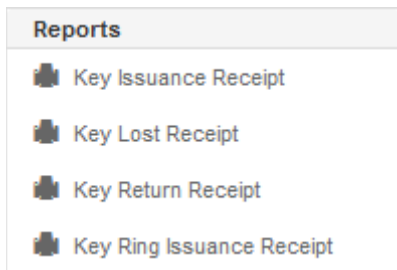 Reports
Key Issuance Receipt
Key Lost Receipt
Key Return Receipt
Key Ring Issuance Receipt